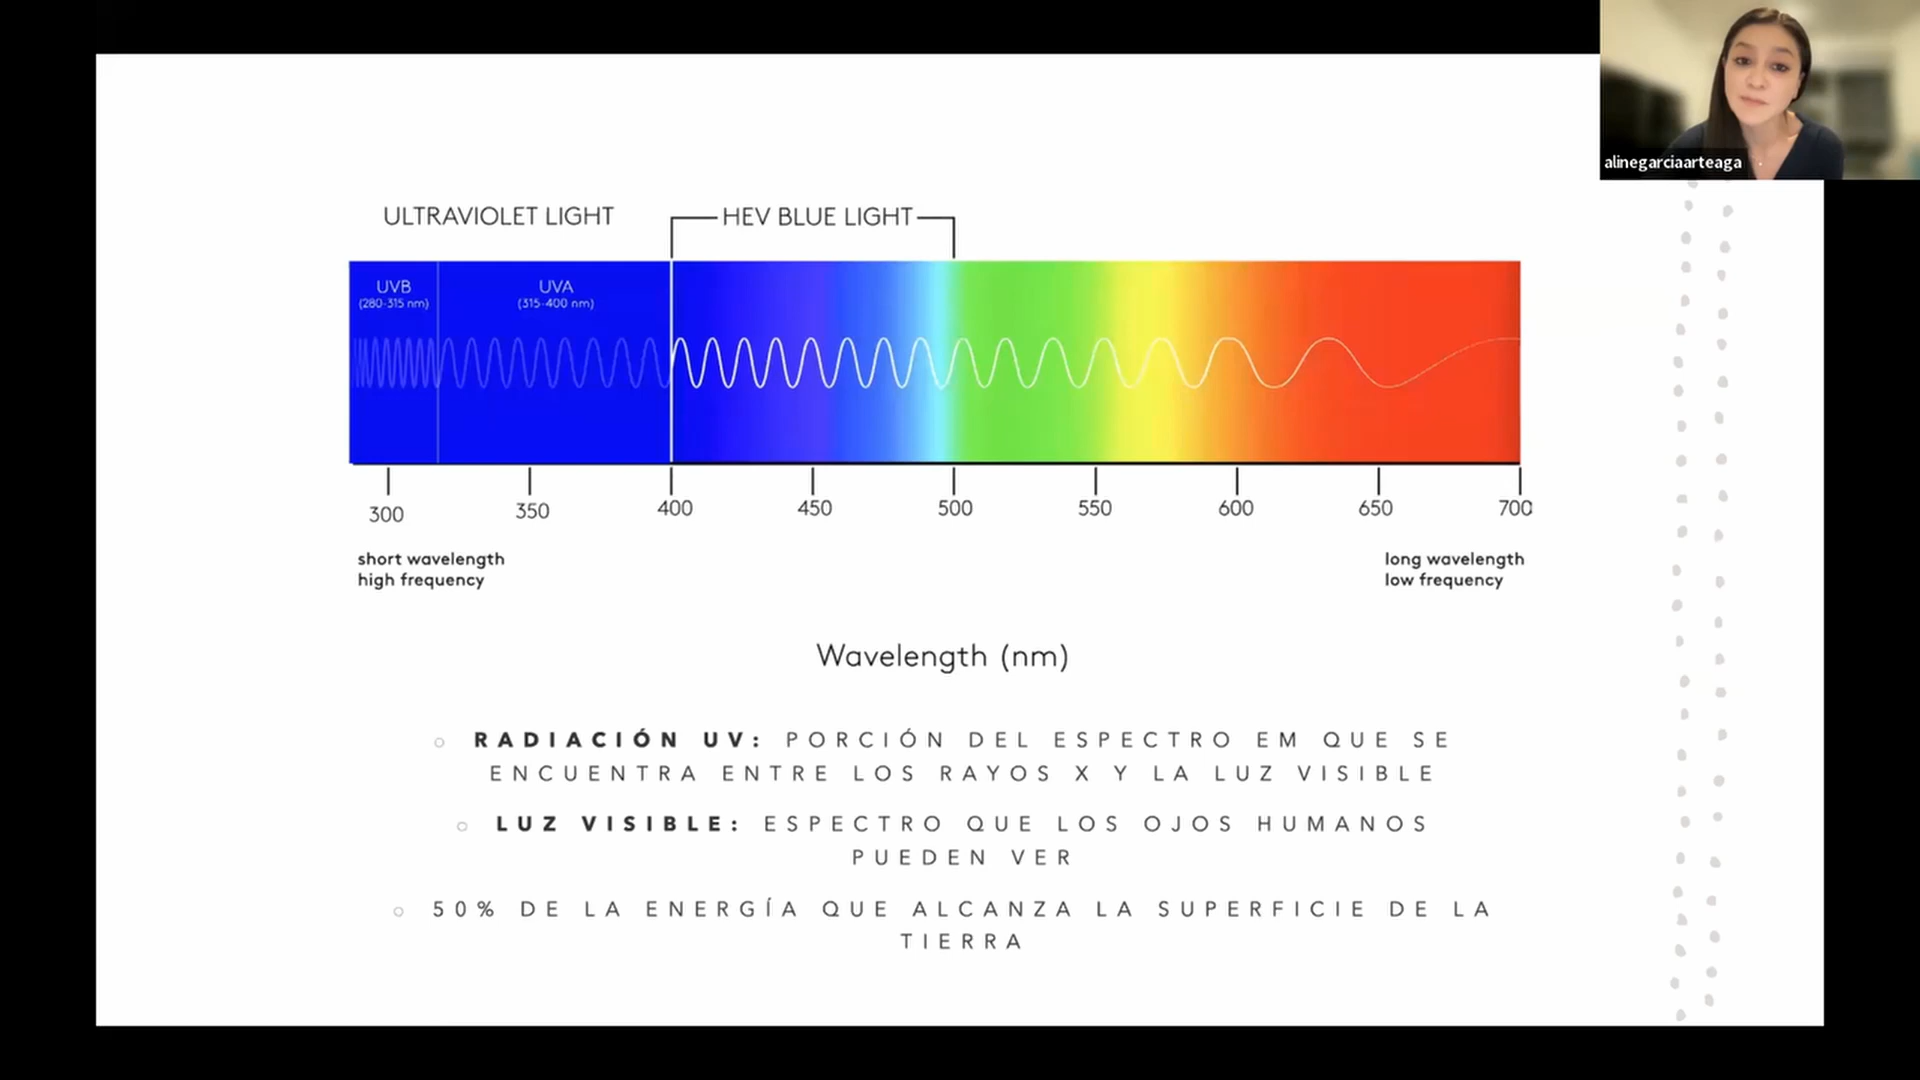 alinegarciaarteaga
ULTRAVIOLET LIGHT
HEV BLUE LIGHT
UVB
(280-315 nm)
UVA
(315-400 nm)
300 350 400 450 500 550 600 650 700
short wavelength
high frequency
long wavelength
low frequency
Wavelength (nm)
RADIACIÓN UV: PORCIÓN DEL ESPECTRO EM QUE SE
ENCUENTRA ENTRE LOS RAYOS X Y LA LUZ VISIBLE
LUZ VISIBLE: ESPECTRO QUE LOS OJOS HUMANOS
PUEDEN VER
50% DE LA ENERGÍA QUE ALCANZA LA SUPERFICIE DE LA
TIERRA